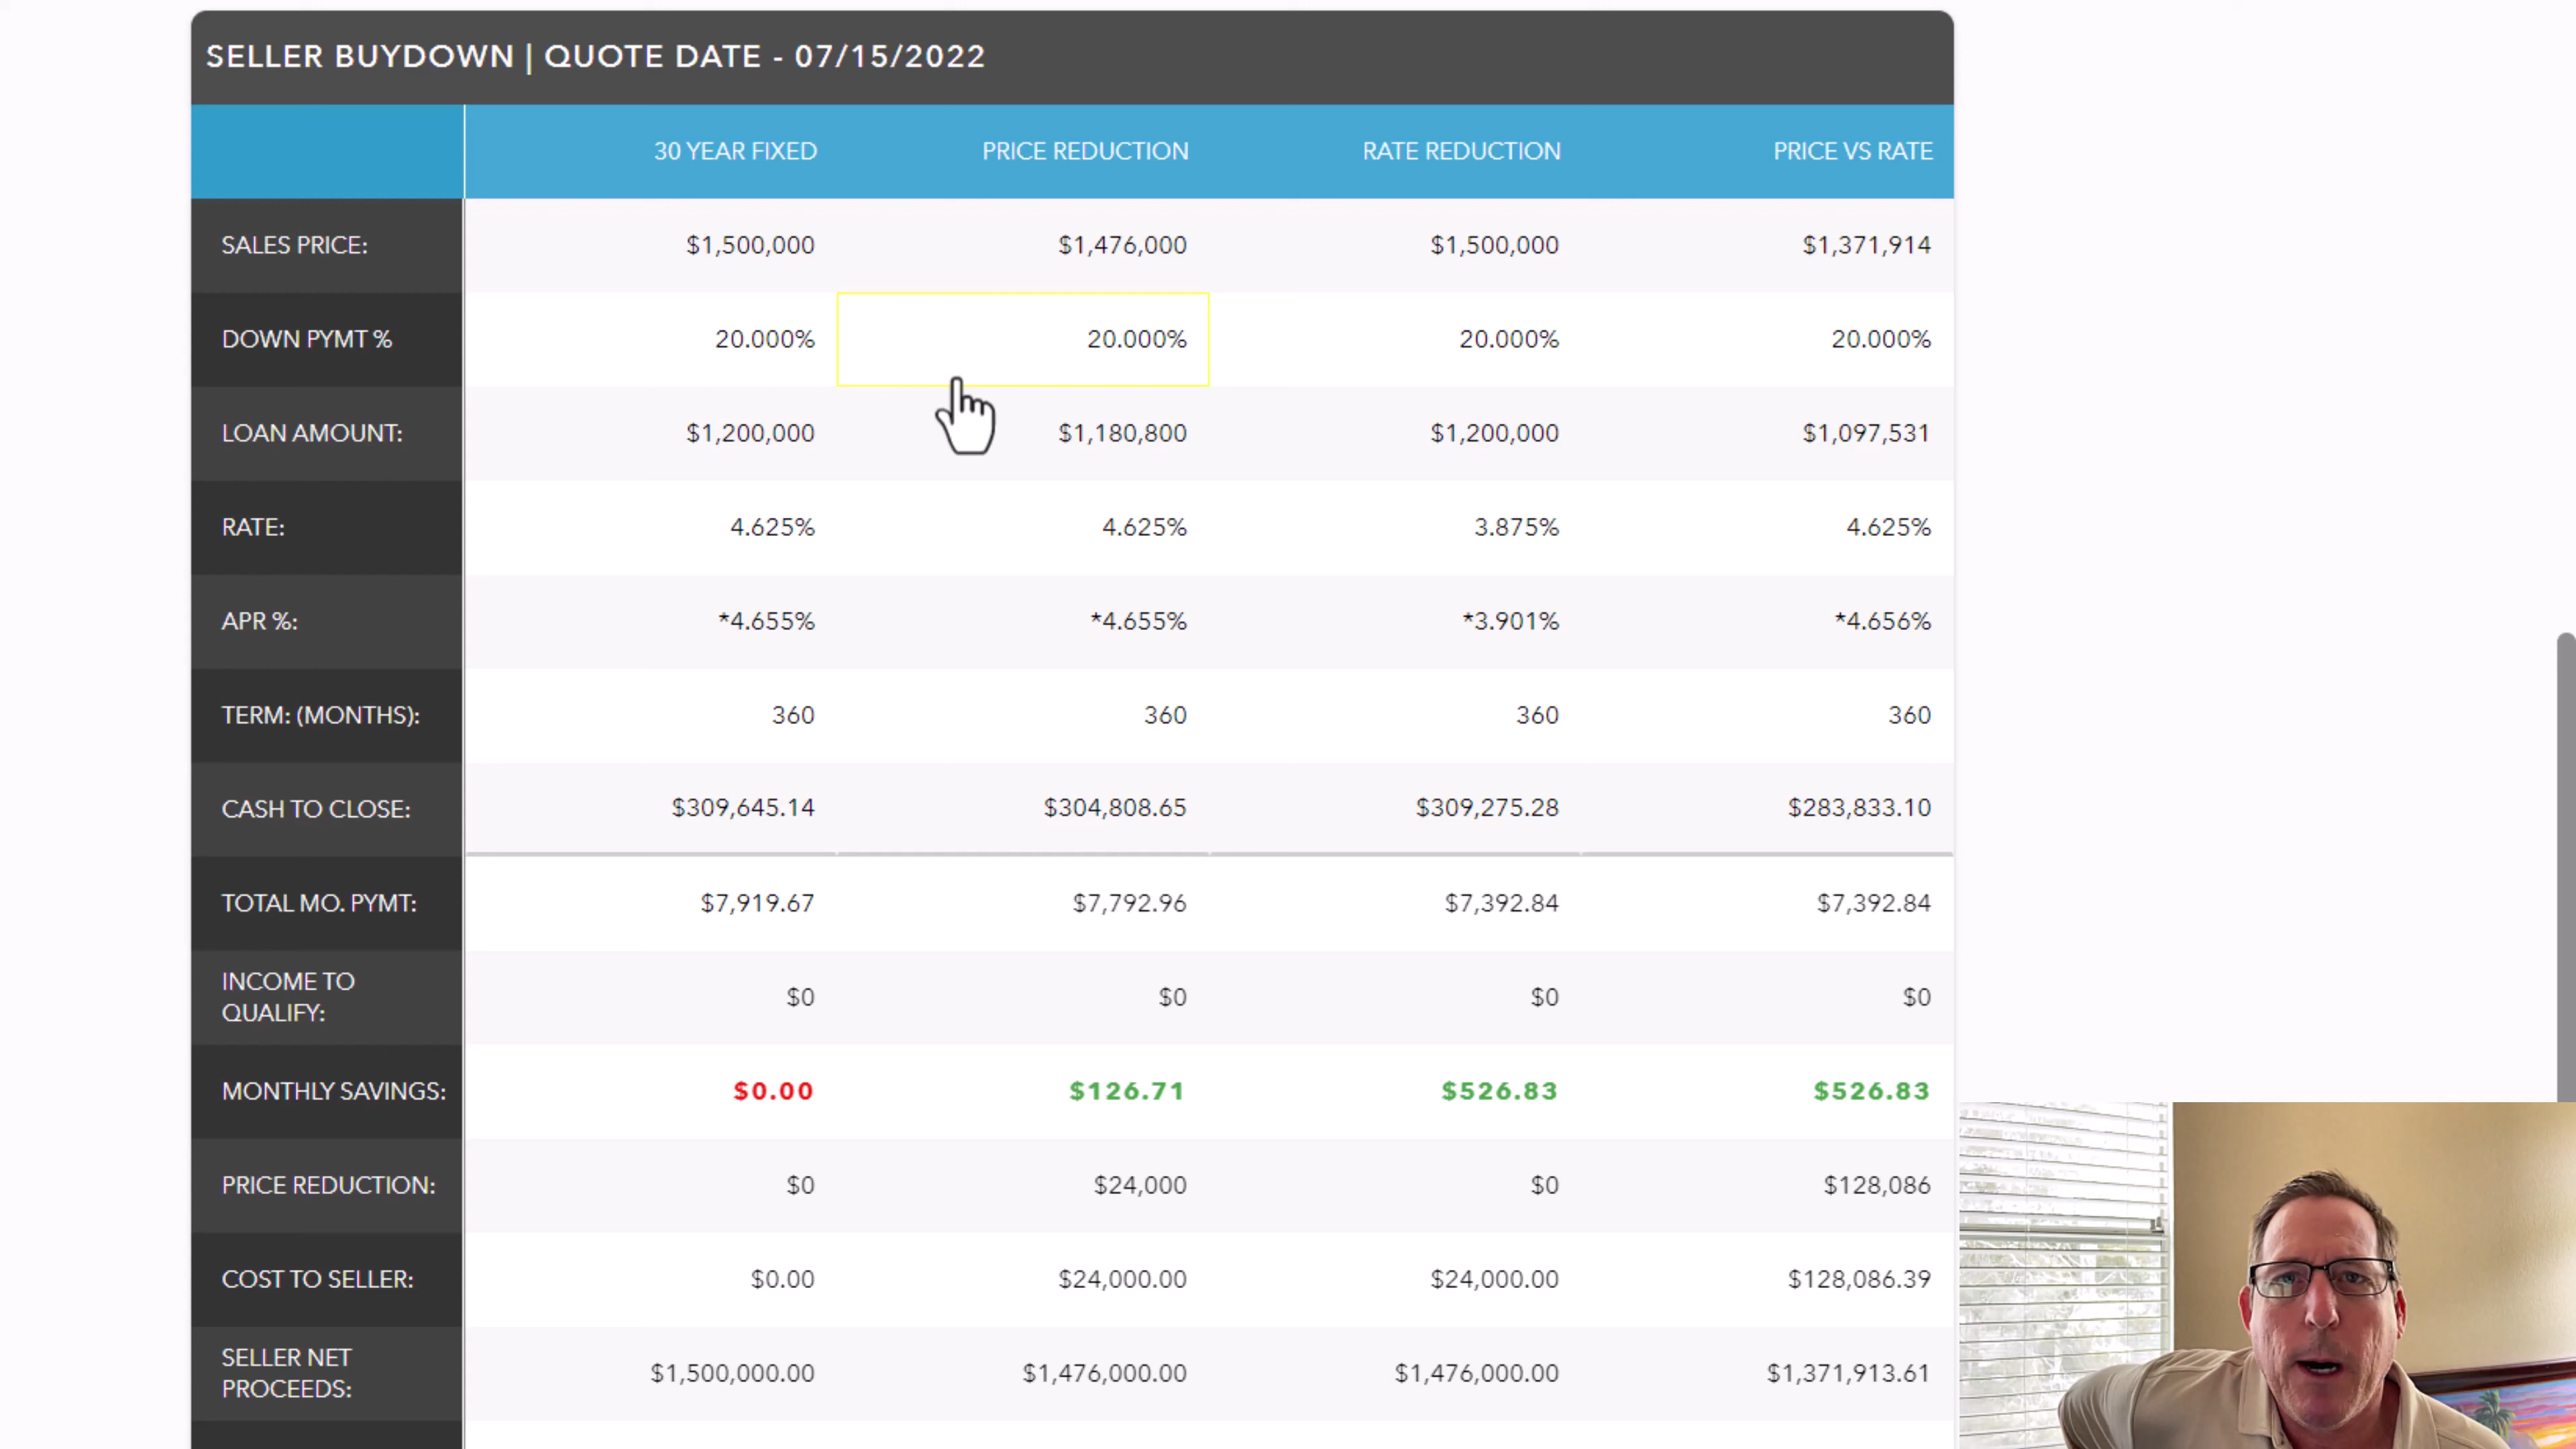 SELLER BUYDOWN | QUOTE DATE - 07/15/2022
30 YEAR FIXED PRICE REDUCTION RATE REDUCTION PRICE VS RATE
SALES PRICE: $1,500,000 $1,476,000 $1,500,000 $1,371,914
DOWN PYMT % 20.000% 20.000% 20.000% 20.000%
LOAN AMOUNT: $1,200,000 $1,180,800 $1,200,000 $1,097,531
RATE: 4.625% 4.625% 3.875% 4.625%
APR %: *4.655% *4.655% *3.901% *4.656%
TERM: (MONTHS): 360 360 360 360
CASH TO CLOSE: $309,645.14 $304,808.65 $309,275.28 $283,833.10
TOTAL MO. PYMT: $7,919.67 $7,792.96 $7,392.84 $7,392.84
INCOME TO
QUALIFY: $0 $0 $0 $0
MONTHLY SAVINGS: $0.00 $126.71 $526.83 $526.83
PRICE REDUCTION: $0 $24,000 $0 $128,086
COST TO SELLER: $0.00 $24,000.00 $24,000.00 $128,086.39
SELLER NET
PROCEEDS: $1,500,000.00 $1,476,000.00 $1,476,000.00 $1,371,913.61